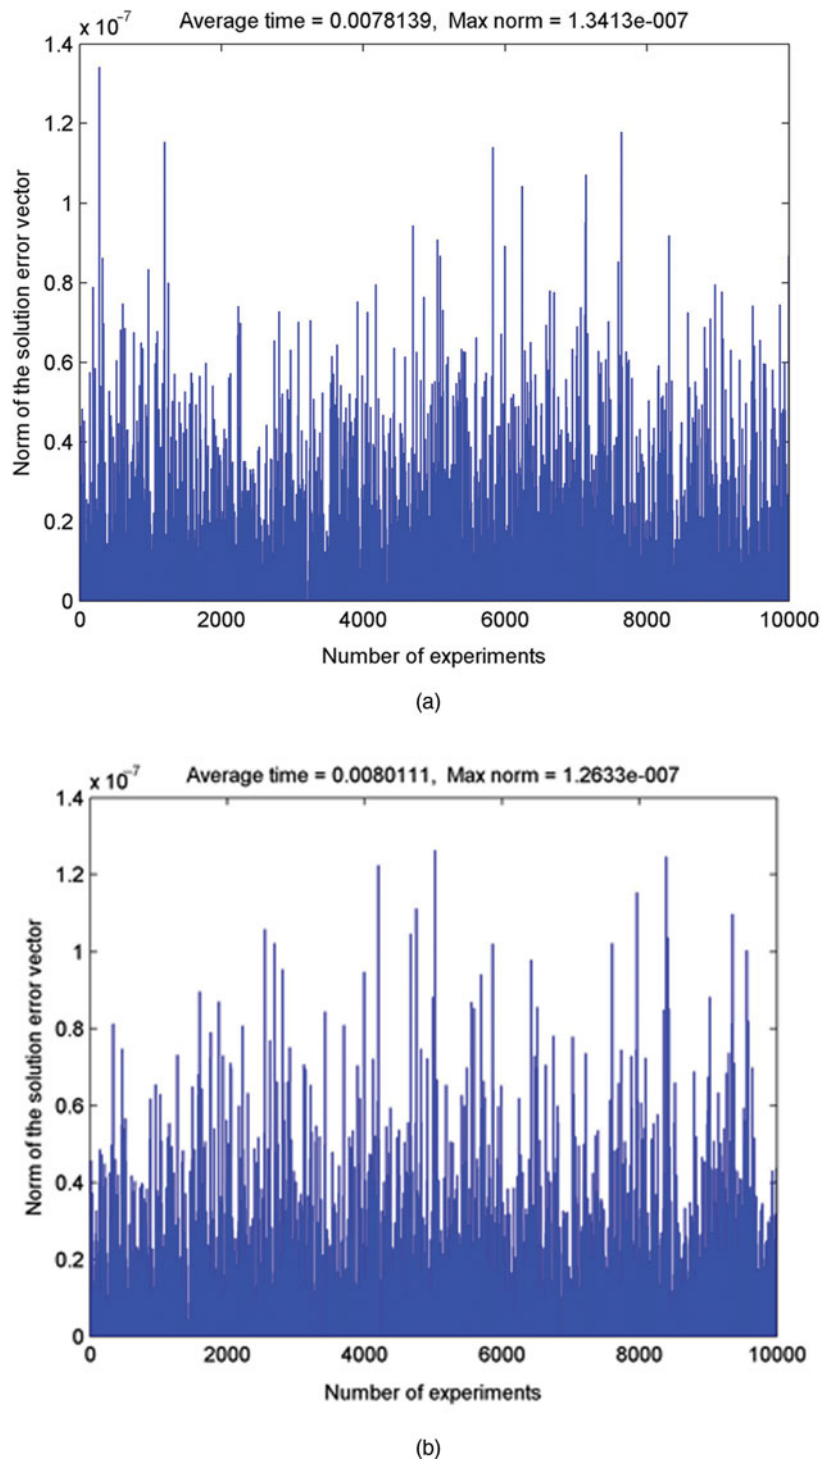 x 10⁻⁷
Average time = 0.0078139, Max norm = 1.3413e-007
1.4
1.2
1
0.8
0.6
0.4
0.2
0
Norm of the solution error vector
0 2000 4000 6000 8000 10000
Number of experiments
(a)
x 10⁻⁷
Average time = 0.0080111, Max norm = 1.2633e-007
1.4
1.2
1
0.8
0.6
0.4
0.2
0
Norm of the solution error vector
0 2000 4000 6000 8000 10000
Number of experiments
(b)